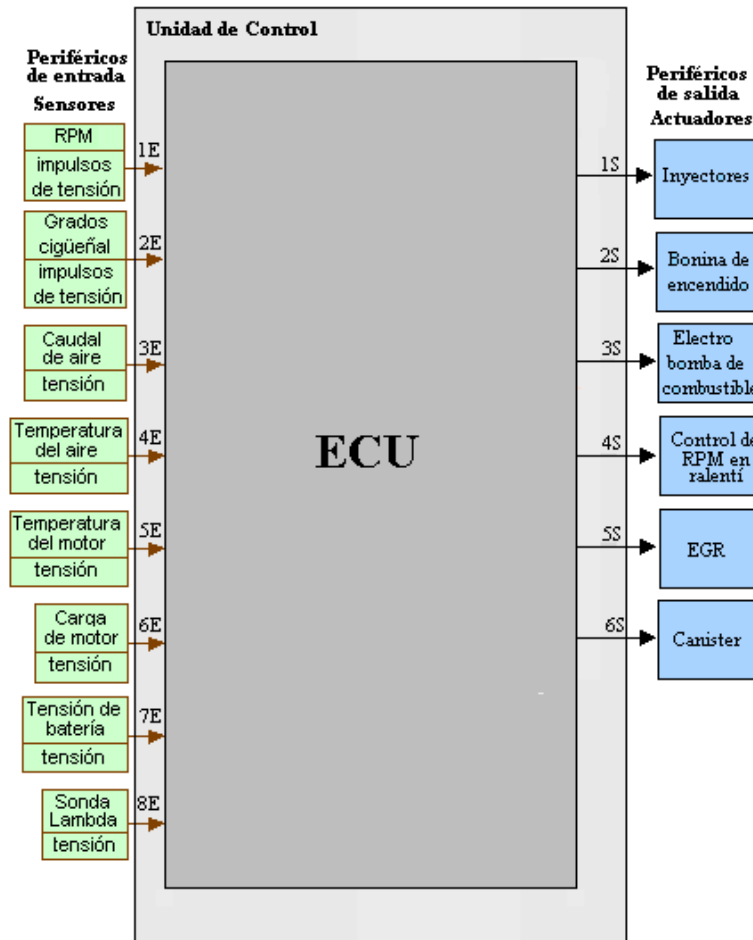 Unidad de Control
Periféricos
de entrada
Sensores
RPM
impulsos
de tensión
1E
Grados
cigüeñal
impulsos
de tensión
2E
Caudal
de aire
tensión
3E
Temperatura
del aire
tensión
4E
Temperatura
del motor
tensión
5E
Carga
de motor
tensión
6E
Tensión de
batería
tensión
7E
Sonda
Lambda
tensión
8E
ECU
Periféricos
de salida
Actuadores
1S
Inyectores
2S
Bonina de
encendido
3S
Electro
bomba de
combustible
4S
Control de
RPM en
ralentí
5S
EGR
6S
Canister